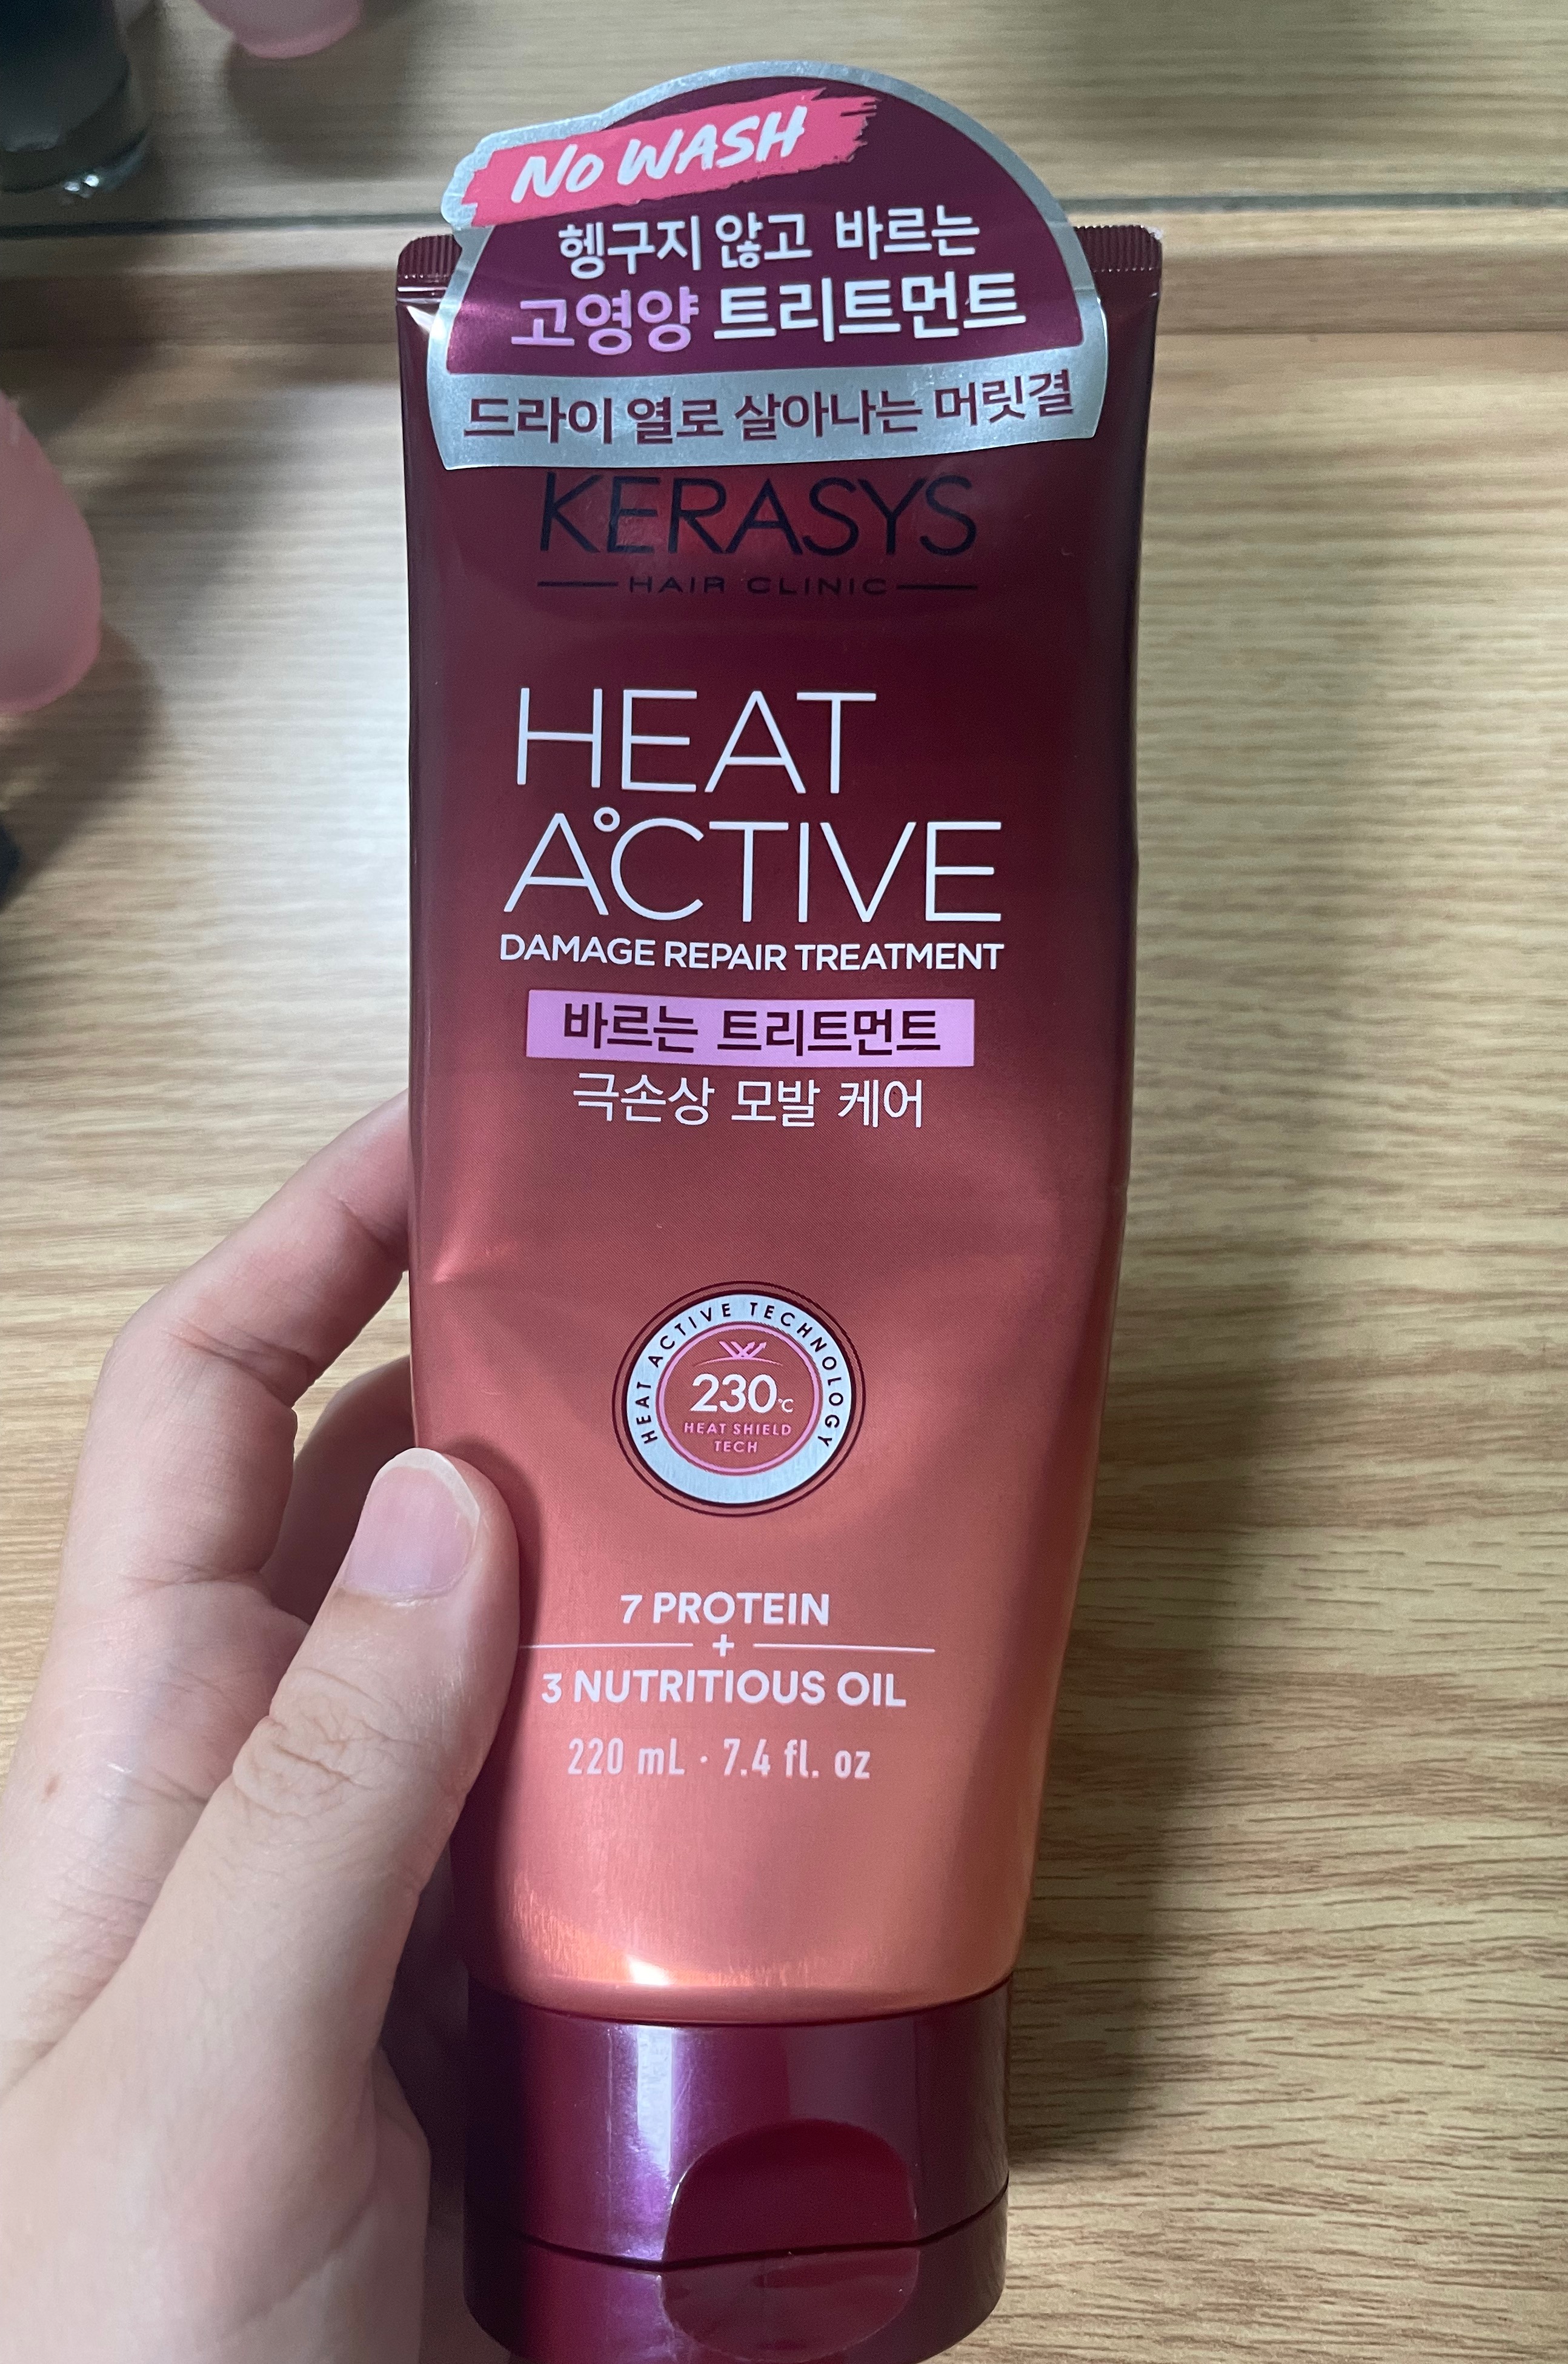 NO WASH
헹구지 않고 바르는
고영양 트리트먼트
드라이 열로 살아나는 머릿결
KERASYS
HAIR CLINIC
HEAT
A°CTIVE
DAMAGE REPAIR TREATMENT
바르는 트리트먼트
극손상 모발 케어
HEAT ACTIVE TECHNOLOGY
230℃
HEAT SHIELD
TECH
7 PROTEIN
+
3 NUTRITIOUS OIL
220 mL · 7.4 fl. oz